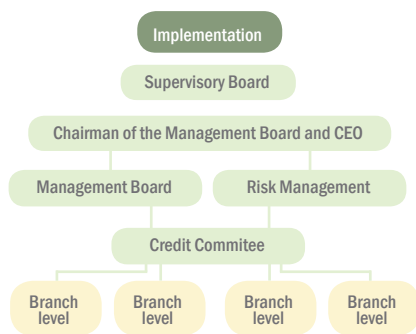 Implementation
Supervisory Board
Chairman of the Management Board and CEO
Management Board
Risk Management
Credit Commitee
Branch
level
Branch
level
Branch
level
Branch
level